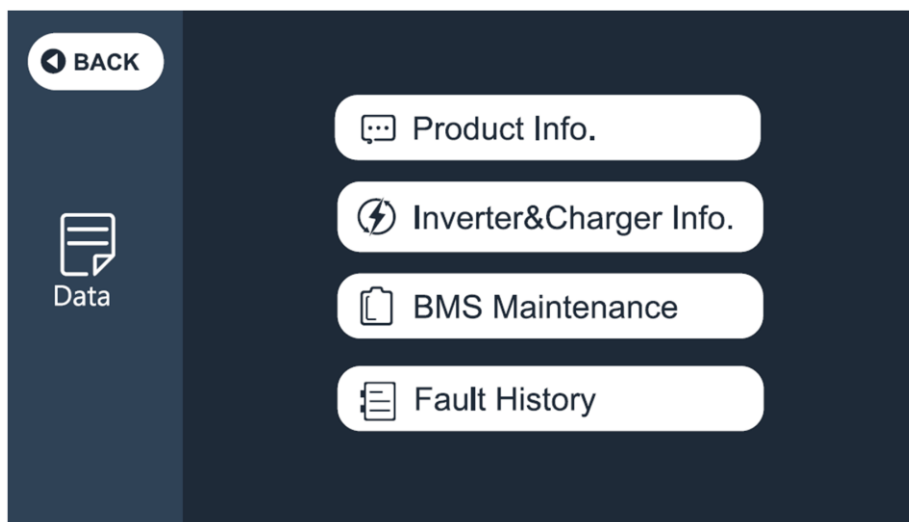 BACK
Data
Product Info.
Inverter&Charger Info.
BMS Maintenance
Fault History